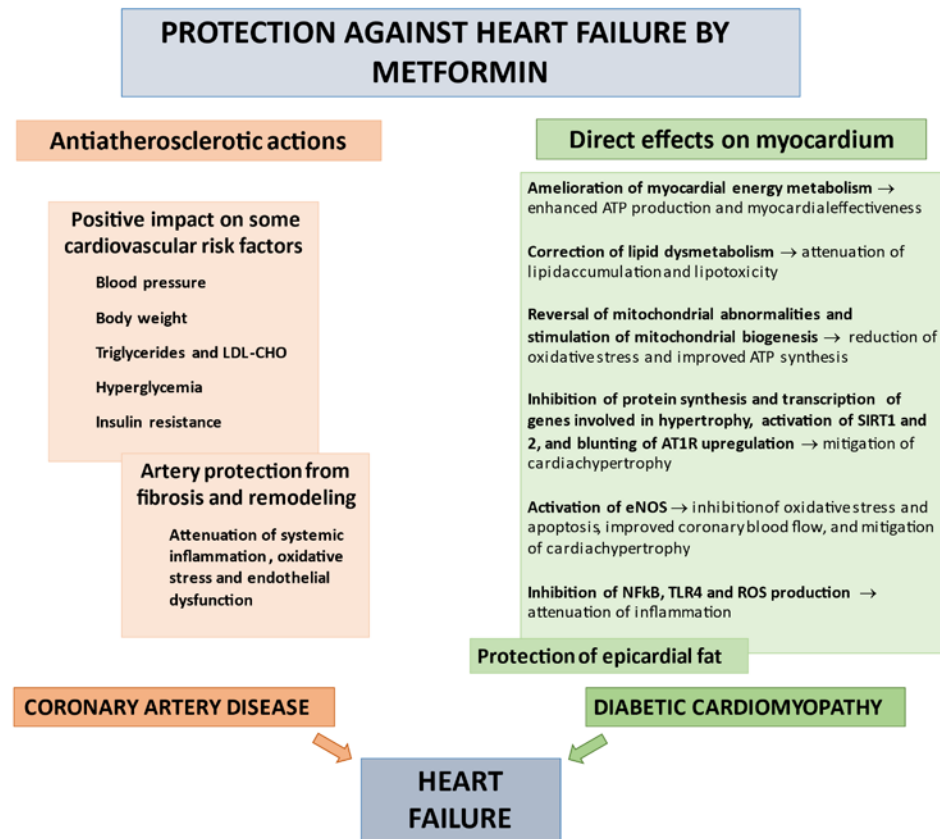 PROTECTION AGAINST HEART FAILURE BY
METFORMIN
Antiatherosclerotic actions
Positive impact on some
cardiovascular risk factors
Blood pressure
Body weight
Triglycerides and LDL-CHO
Hyperglycemia
Insulin resistance
Artery protection from
fibrosis and remodeling
Attenuation of systemic
inflammation , oxidative
stress and endothelial
dysfunction
Direct effects on myocardium
Amelioration of myocardial energy metabolism →
enhanced ATP production and myocardialeffectiveness
Correction of lipid dysmetabolism → attenuation of
lipidaccumulation and lipotoxicity
Reversal of mitochondrial abnormalities and
stimulation of mitochondrial biogenesis → reduction of
oxidative stress and improved ATP synthesis
Inhibition of protein synthesis and transcription of
genes involved in hypertrophy, activation of SIRT1 and
2, and blunting of AT1R upregulation → mitigation of
cardiachypertrophy
Activation of eNOS → inhibition of oxidative stress and
apoptosis, improved coronary blood flow, and mitigation
of cardiachypertrophy
Inhibition of NFkB, TLR4 and ROS production →
attenuation of inflammation
Protection of epicardial fat
CORONARY ARTERY DISEASE
DIABETIC CARDIOMYOPATHY
HEART
FAILURE